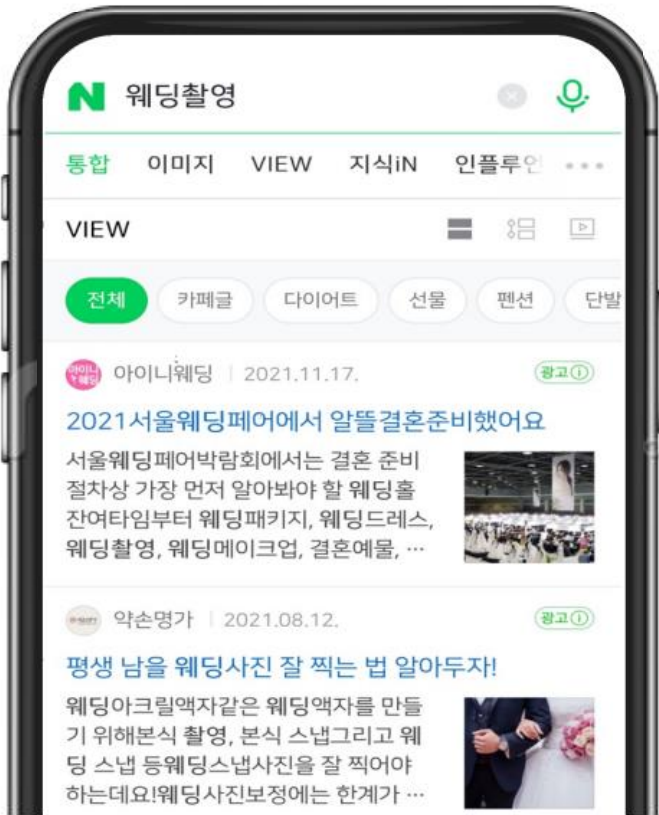 N 웨딩촬영
통합 이미지 VIEW 지식iN 인플루언
VIEW
전체 카페글 다이어트 선물 펜션 단발
아이니웨딩 2021.11.17. 광고
2021서울웨딩페어에서 알뜰결혼준비했어요
서울웨딩페어박람회에서는 결혼 준비
절차상 가장 먼저 알아봐야 할 웨딩홀
잔여타임부터 웨딩패키지, 웨딩드레스,
웨딩촬영, 웨딩메이크업, 결혼예물, …
약손명가 2021.08.12. 광고
평생 남을 웨딩사진 잘 찍는 법 알아두자!
웨딩아크릴액자같은 웨딩액자를 만들
기 위해본식 촬영, 본식 스냅그리고 웨
딩 스냅 등웨딩스냅사진을 잘 찍어야
하는데요!웨딩사진보정에는 한계가 …